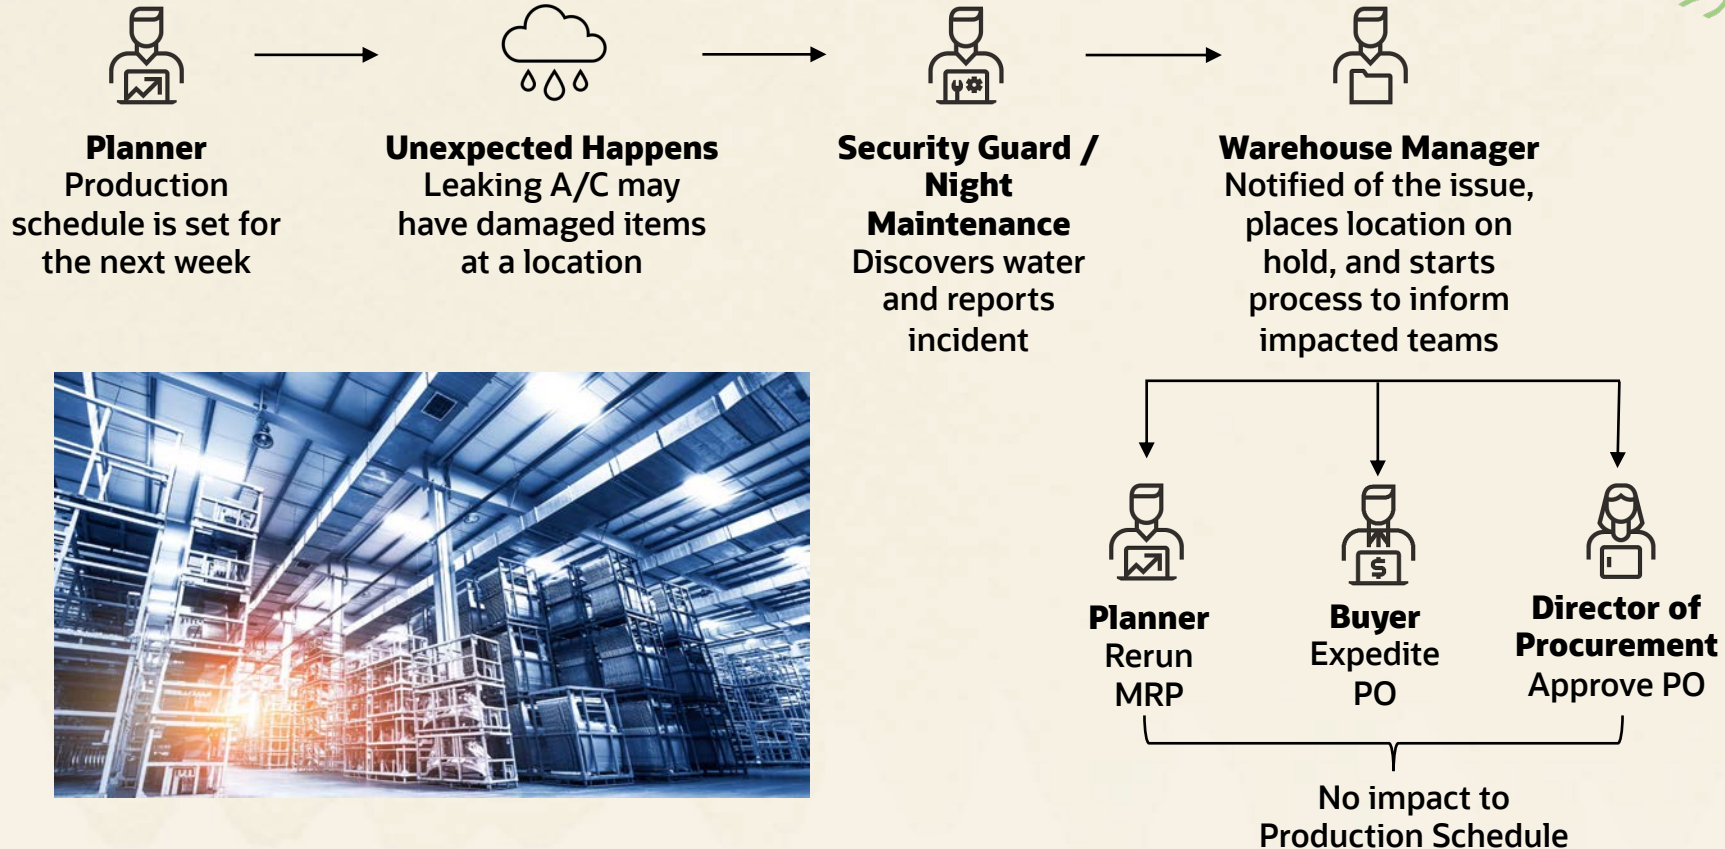 Planner
Production
schedule is set for
the next week
Unexpected Happens
Leaking A/C may
have damaged items
at a location
Security Guard /
Night
Maintenance
Discovers water
and reports
incident
Warehouse Manager
Notified of the issue,
places location on
hold, and starts
process to inform
impacted teams
Planner
Rerun
MRP
Buyer
Expedite
PO
Director of
Procurement
Approve PO
No impact to
Production Schedule